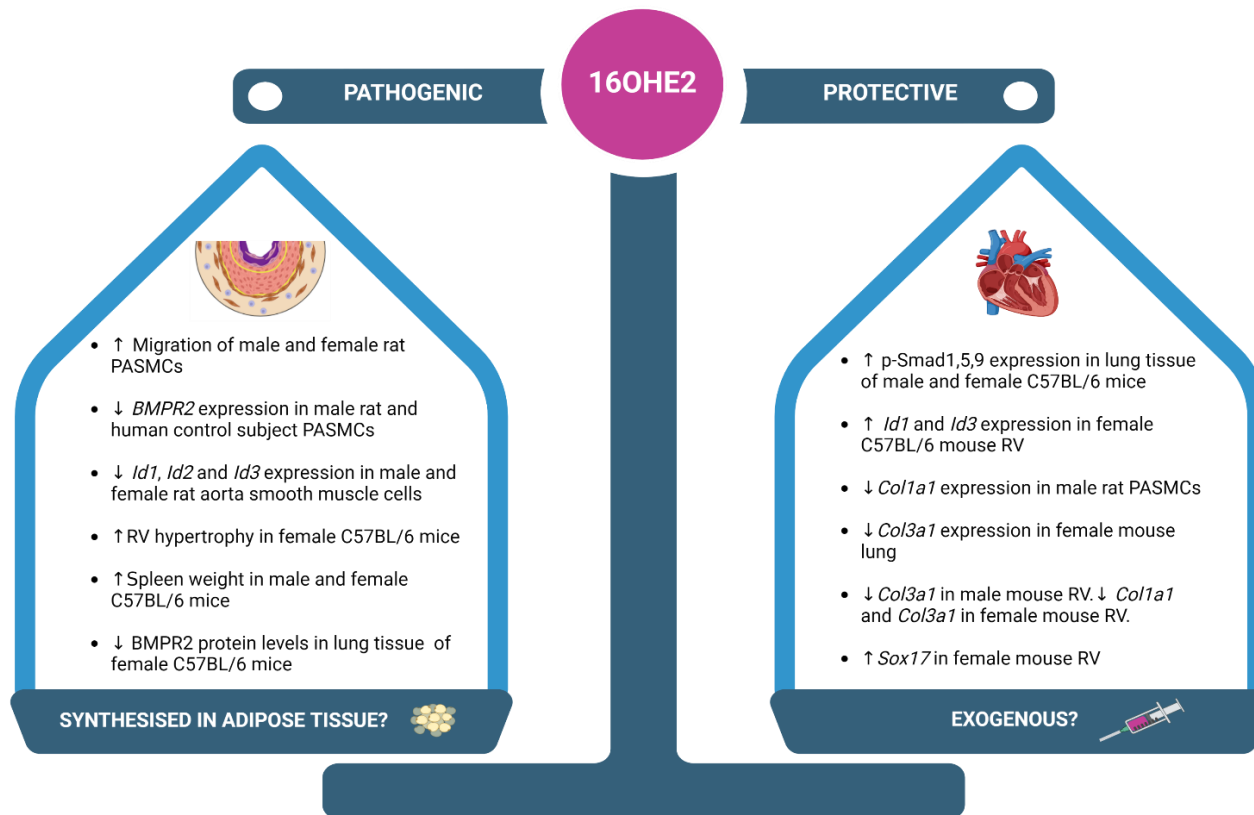 16OHE2
PATHOGENIC
PROTECTIVE
• ↑ Migration of male and female rat
PASMCs
• ↓ BMPR2 expression in male rat and
human control subject PASMCs
• ↓ Id1, Id2 and Id3 expression in male and
female rat aorta smooth muscle cells
• ↑RV hypertrophy in female C57BL/6 mice
• ↑Spleen weight in male and female
C57BL/6 mice
• ↓ BMPR2 protein levels in lung tissue of
female C57BL/6 mice
SYNTHESISED IN ADIPOSE TISSUE?
• ↑ p-Smad1,5,9 expression in lung tissue
of male and female C57BL/6 mice
• ↑ Id1 and Id3 expression in female
C57BL/6 mouse RV
• ↓Col1a1 expression in male rat PASMCs
• ↓Col3a1 expression in female mouse
lung
• ↓Col3a1 in male mouse RV.↓ Col1a1
and Col3a1 in female mouse RV.
• ↑Sox17 in female mouse RV
EXOGENOUS?